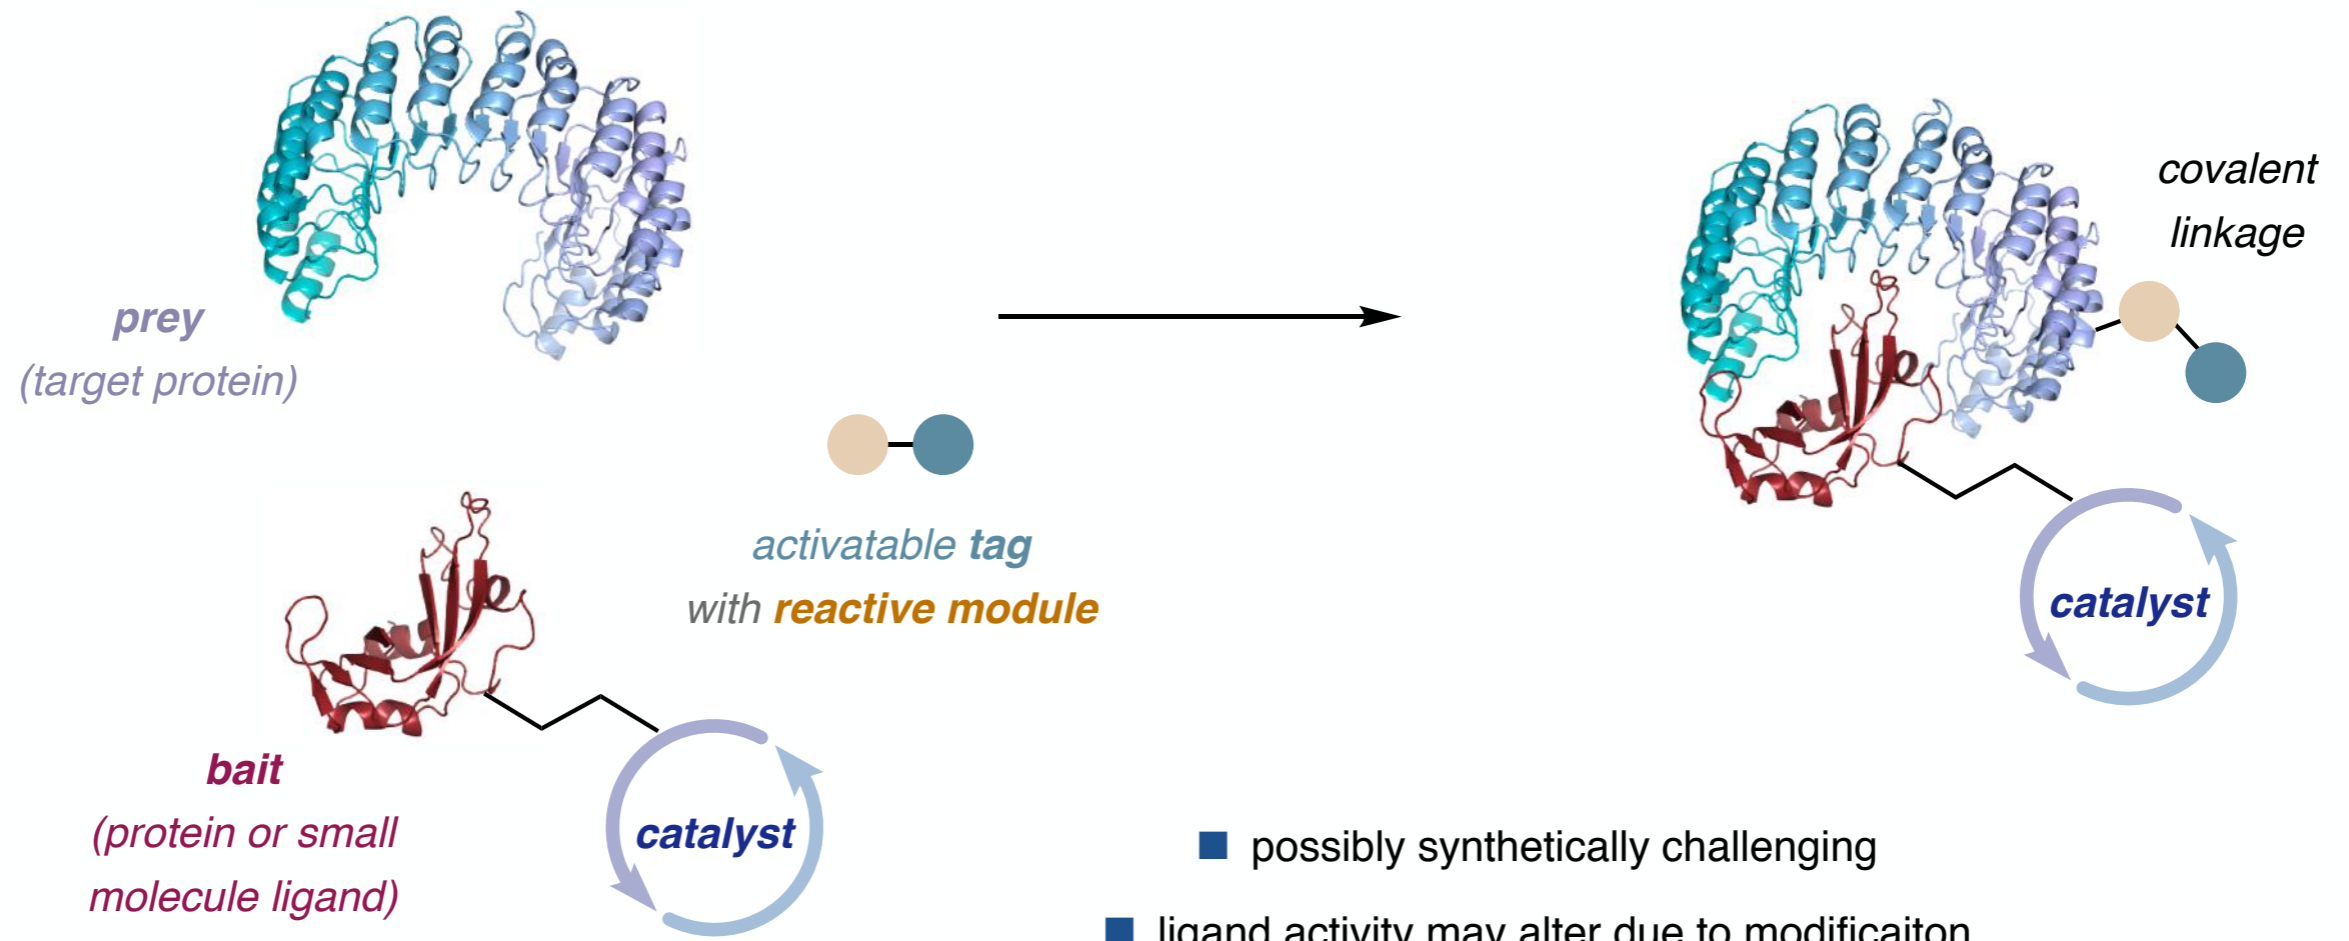 prey
(target protein)
activatable tag
with reactive module
bait
(protein or small
molecule ligand)
catalyst
covalent
linkage
catalyst
possibly synthetically challenging
ligand activity may alter due to modificaiton